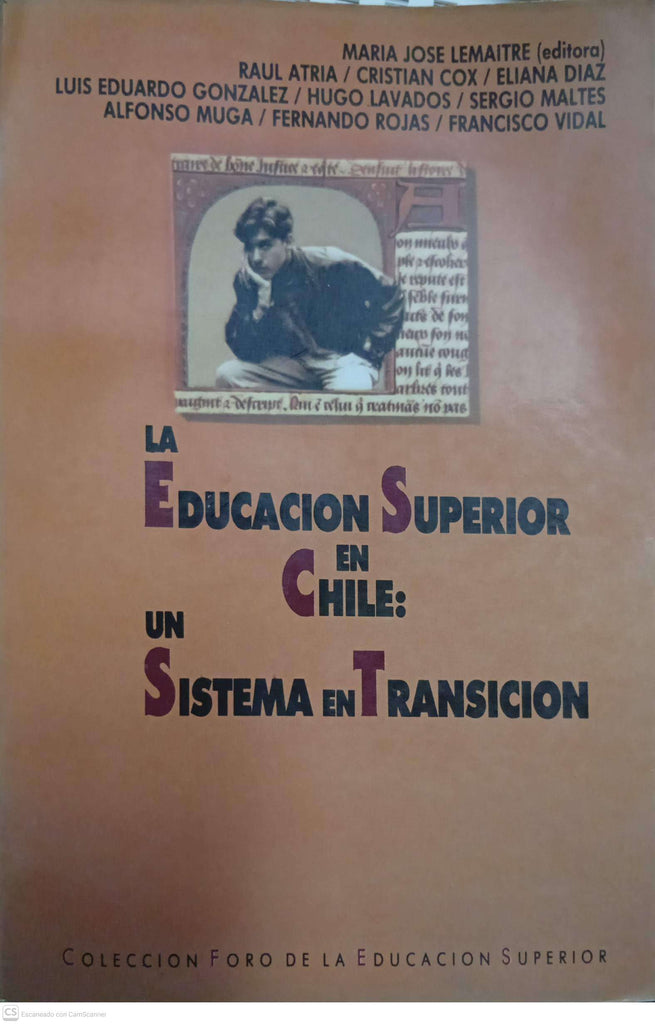 MARIA JOSE LEMAITRE (editora)
RAUL ATRIA / CRISTIAN COX / ELIANA DIAZ
LUIS EDUARDO GONZALEZ / HUGO LAVADOS / SERGIO MALTES
ALFONSO MUGA / FERNANDO ROJAS / FRANCISCO VIDAL
A
LA
EDUCACION SUPERIOR
EN
CHILE:
UN
SISTEMA EN TRANSICION
COLECCION FORO DE LA EDUCACION SUPERIOR
CS Escaneado con CamScanner